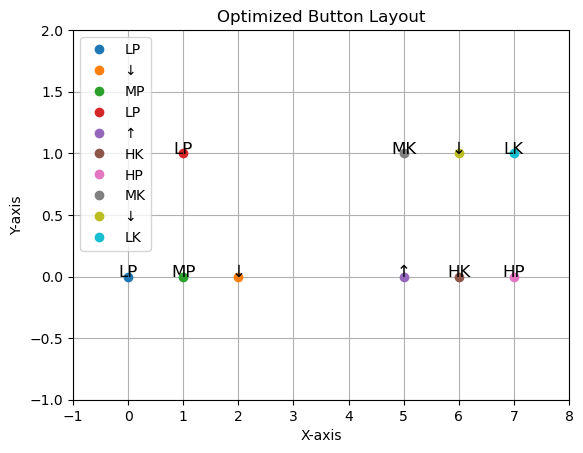 Optimized Button Layout
2.0
LP
↓
MP
LP
↑
HK
HP
MK
↓
LK
1.5
1.0
0.5
0.0
−0.5
−1.0
Y-axis
LP MK ↓ LK
LP MP ↓ ↑ HK HP
−1 0 1 2 3 4 5 6 7 8
X-axis